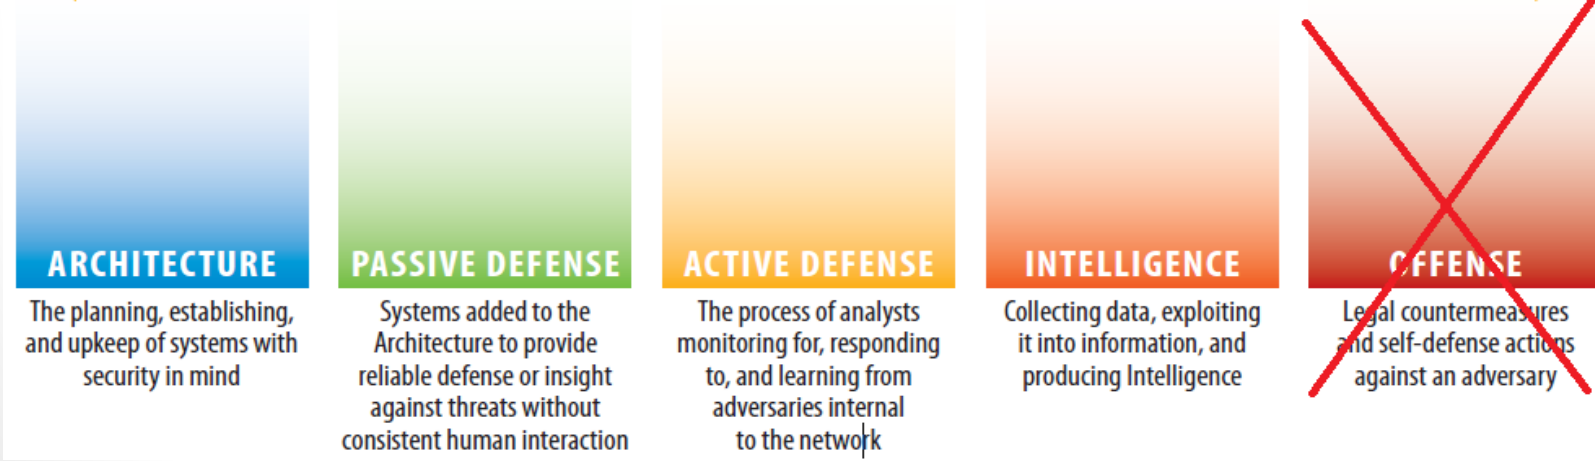 ARCHITECTURE
The planning, establishing,
and upkeep of systems with
security in mind
PASSIVE DEFENSE
Systems added to the
Architecture to provide
reliable defense or insight
against threats without
consistent human interaction
ACTIVE DEFENSE
The process of analysts
monitoring for, responding
to, and learning from
adversaries internal
to the network
INTELLIGENCE
Collecting data, exploiting
it into information, and
producing Intelligence
OFFENSE
Legal countermeasures
and self-defense actions
against an adversary